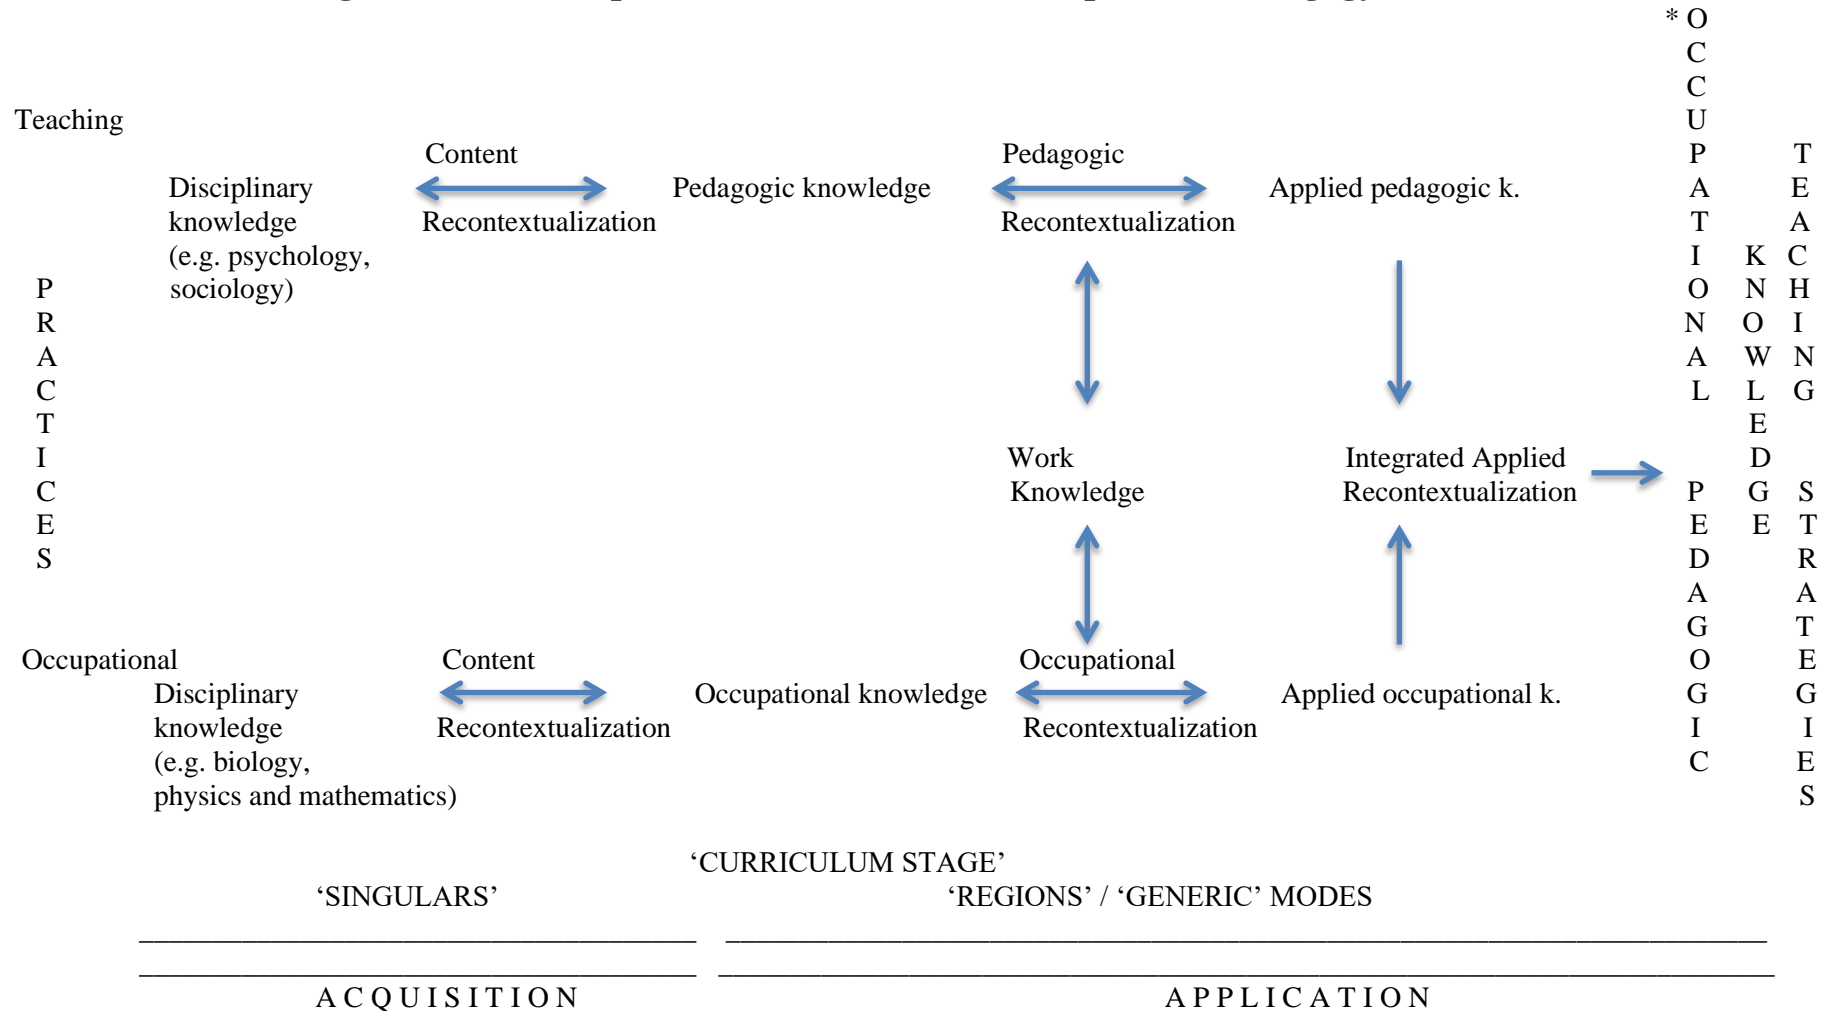 * OCCUPATIONAL PEDAGOGIC
KNOWLEDGE
TEACHING STRATEGIES
Teaching
Content
Pedagogic
Disciplinary
Pedagogic knowledge
Applied pedagogic k.
knowledge
Recontextualization
Recontextualization
(e.g. psychology,
sociology)
PRACTICES
Work
Knowledge
Integrated Applied
Recontextualization
Occupational
Content
Occupational
Disciplinary
Occupational knowledge
Applied occupational k.
knowledge
Recontextualization
Recontextualization
(e.g. biology,
physics and mathematics)
‘CURRICULUM STAGE’
‘SINGULARS’
‘REGIONS’ / ‘GENERIC’ MODES
A C Q U I S I T I O N
A P P L I C A T I O N